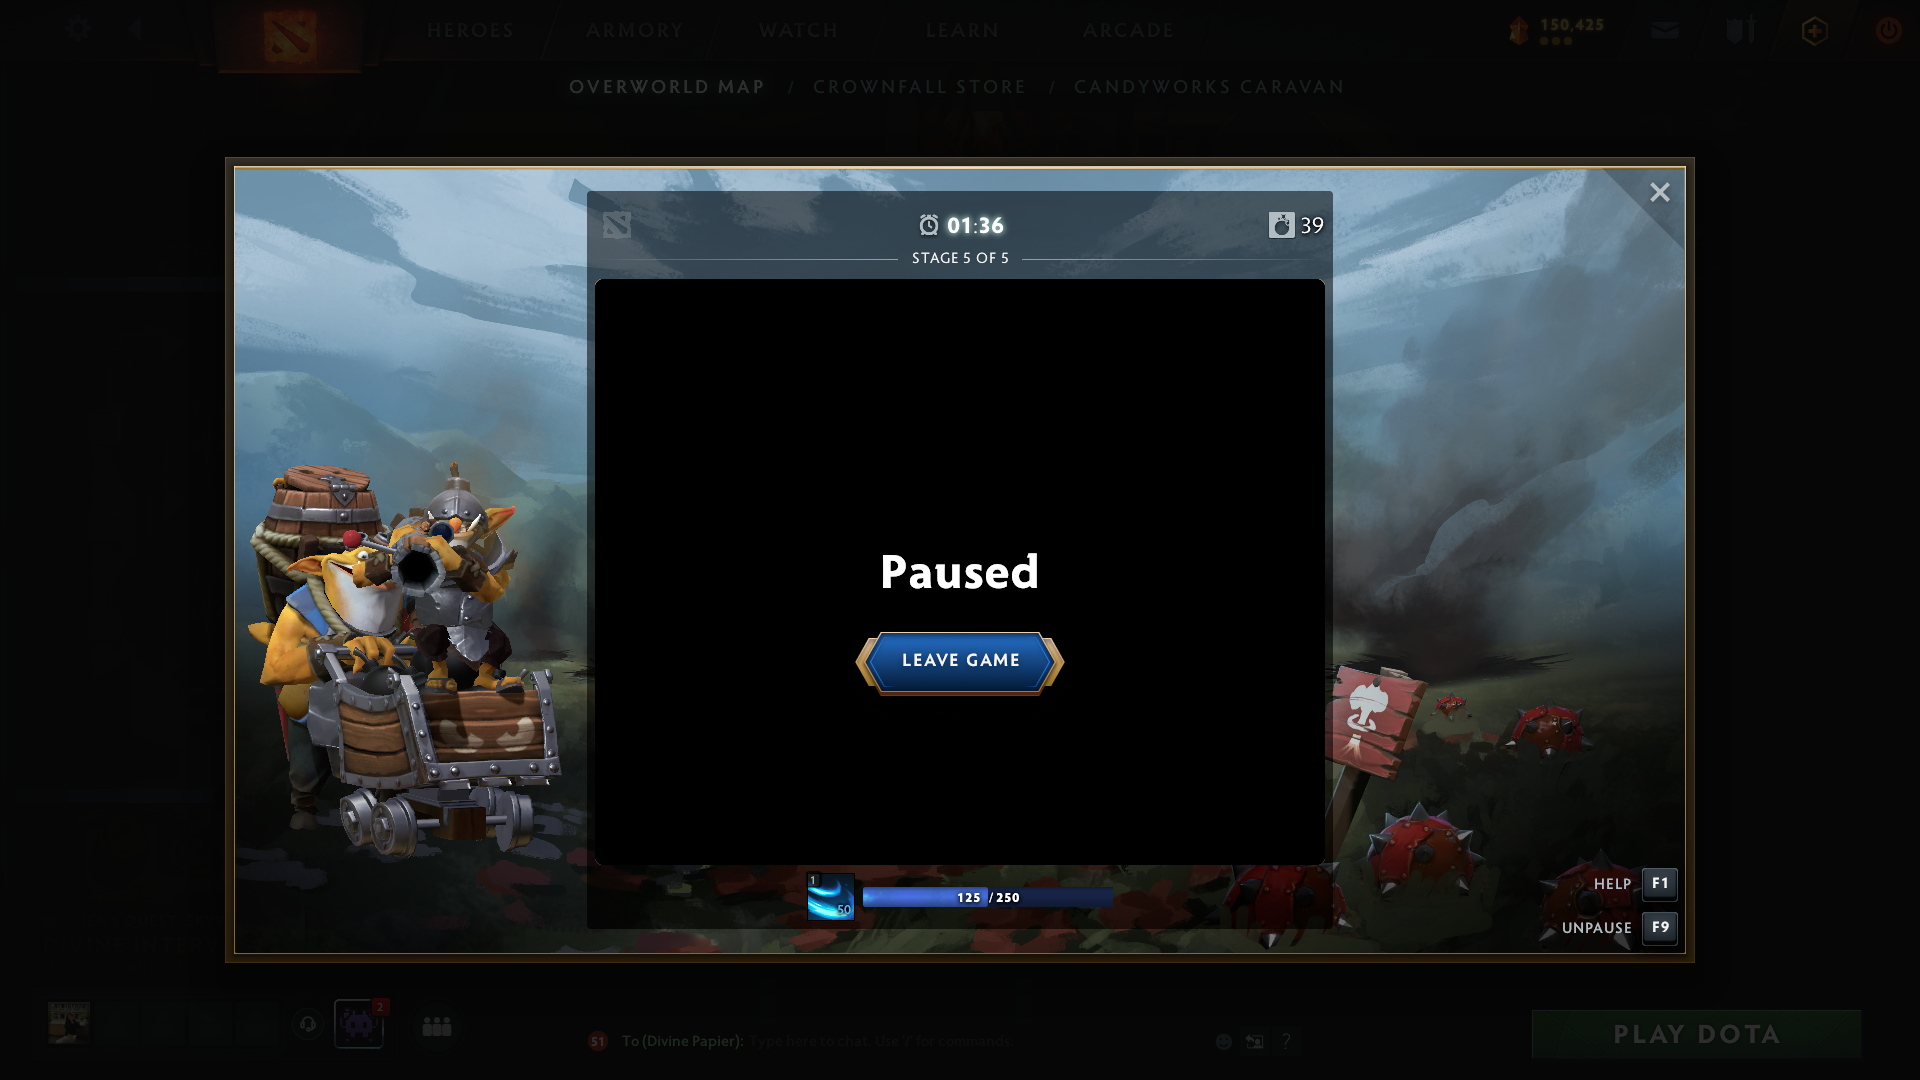 HEROES ARMORY WATCH LEARN ARCADE 150,425
OVERWORLD MAP / CROWNFALL STORE / CANDYWORKS CARAVAN
01:36
39
STAGE 5 OF 5
Paused
LEAVE GAME
1
50
125 / 250
HELP F1
UNPAUSE F9
2
51 To (Divine Papier): Type here to chat. Use '/' for commands.
?
PLAY DOTA